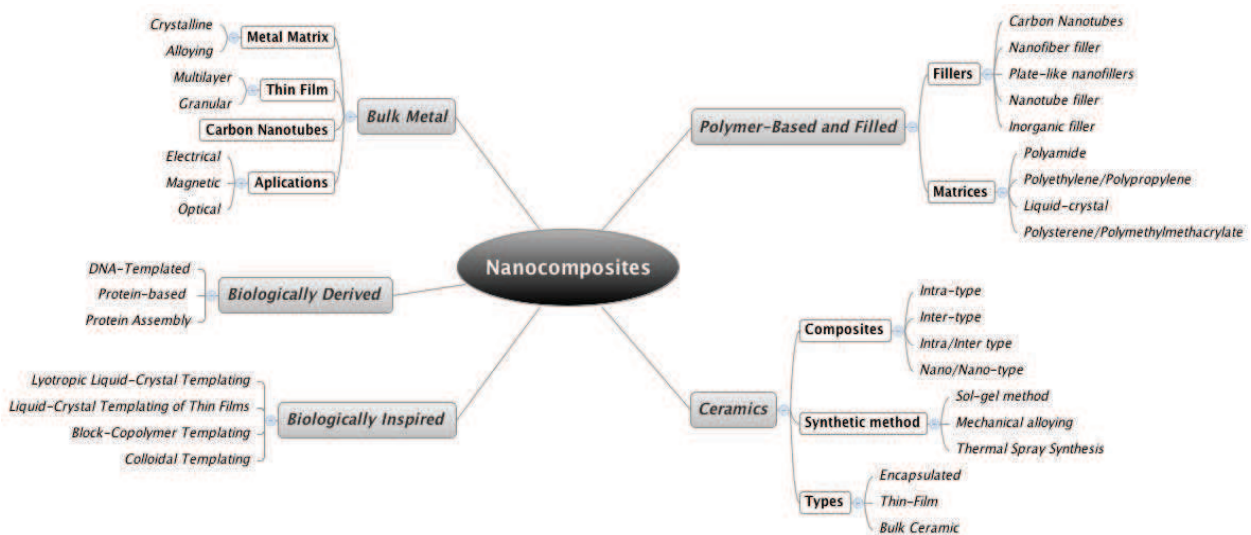 Nanocomposites
Bulk Metal
Metal Matrix
Crystalline
Alloying
Thin Film
Multilayer
Granular
Carbon Nanotubes
Aplications
Electrical
Magnetic
Optical
Biologically Derived
DNA-Templated
Protein-based
Protein Assembly
Biologically Inspired
Lyotropic Liquid-Crystal Templating
Liquid-Crystal Templating of Thin Films
Block-Copolymer Templating
Colloidal Templating
Polymer-Based and Filled
Fillers
Carbon Nanotubes
Nanofiber filler
Plate-like nanofillers
Nanotube filler
Inorganic filler
Matrices
Polyamide
Polyethylene/Polypropylene
Liquid-crystal
Polysterene/Polymethylmethacrylate
Ceramics
Composites
Intra-type
Inter-type
Intra/Inter type
Nano/Nano-type
Synthetic method
Sol-gel method
Mechanical alloying
Thermal Spray Synthesis
Types
Encapsulated
Thin-Film
Bulk Ceramic